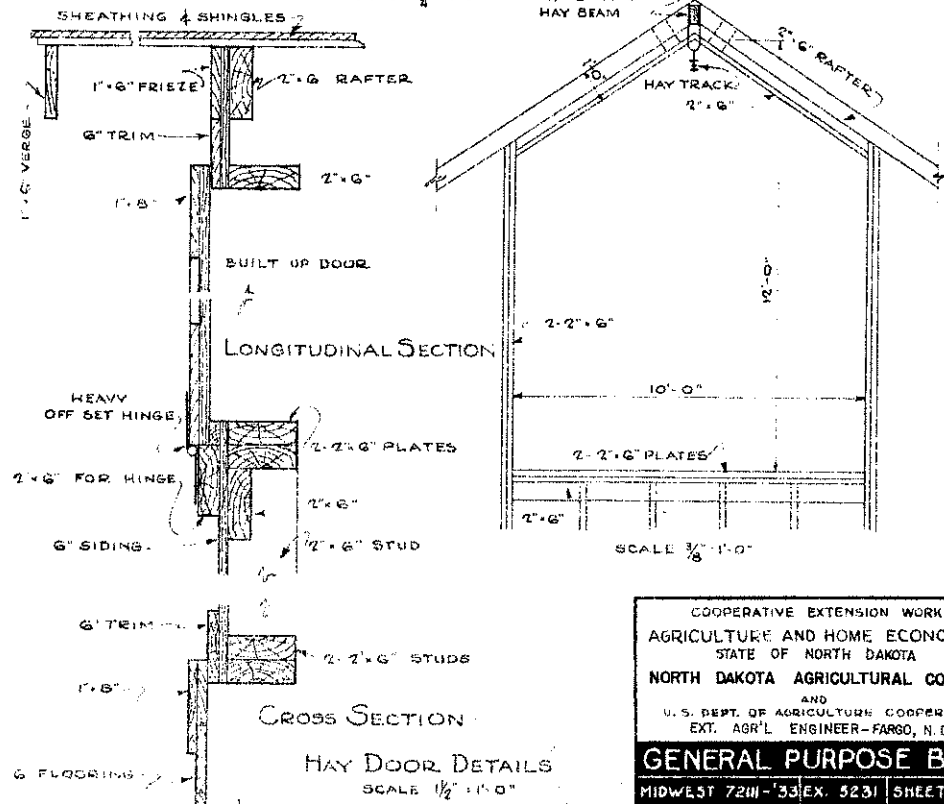 SHEATHING & SHINGLES
1"×6" FRIEZE
2"×6 RAFTER
1"×6" VERGE
6" TRIM
2"×6"
1"×8"
BUILT UP DOOR
LONGITUDINAL SECTION
HEAVY
OFF SET HINGE
2-2"×6" PLATES
2"×6" FOR HINGE
2"×6"
6" SIDING
2"×6" STUD
6" TRIM
2-2"×6" STUDS
1"×8"
CROSS SECTION
6 FLOORING
HAY DOOR DETAILS
SCALE 1½"=1'-0"
HAY BEAM
2"×6" RAFTER
1'-0"
HAY TRACK
2"×6"
12'-0"
2-2"×6"
10'-0"
2-2"×6" PLATES
2"×6"
SCALE 3/8"=1'-0"
COOPERATIVE EXTENSION WORK
AGRICULTURE AND HOME ECONO
STATE OF NORTH DAKOTA
NORTH DAKOTA AGRICULTURAL CO
AND
U. S. DEPT. OF AGRICULTURE COOPER
EXT. AGR'L ENGINEER-FARGO, N. D
GENERAL PURPOSE B
MIDWEST 72111-'33 EX. 5231 SHEET